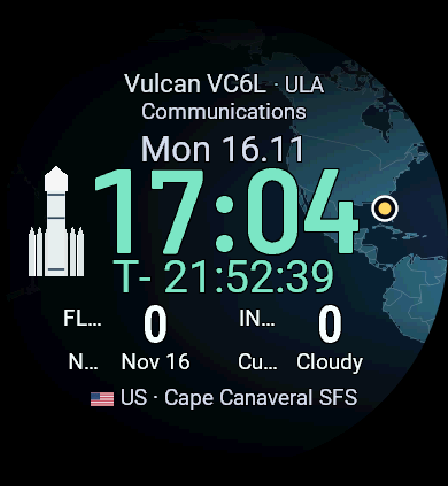 Vulcan VC6L · ULA
Communications
Mon 16.11
17:04
T- 21:52:39
FL... 0 IN... 0
N... Nov 16 Cu... Cloudy
US · Cape Canaveral SFS